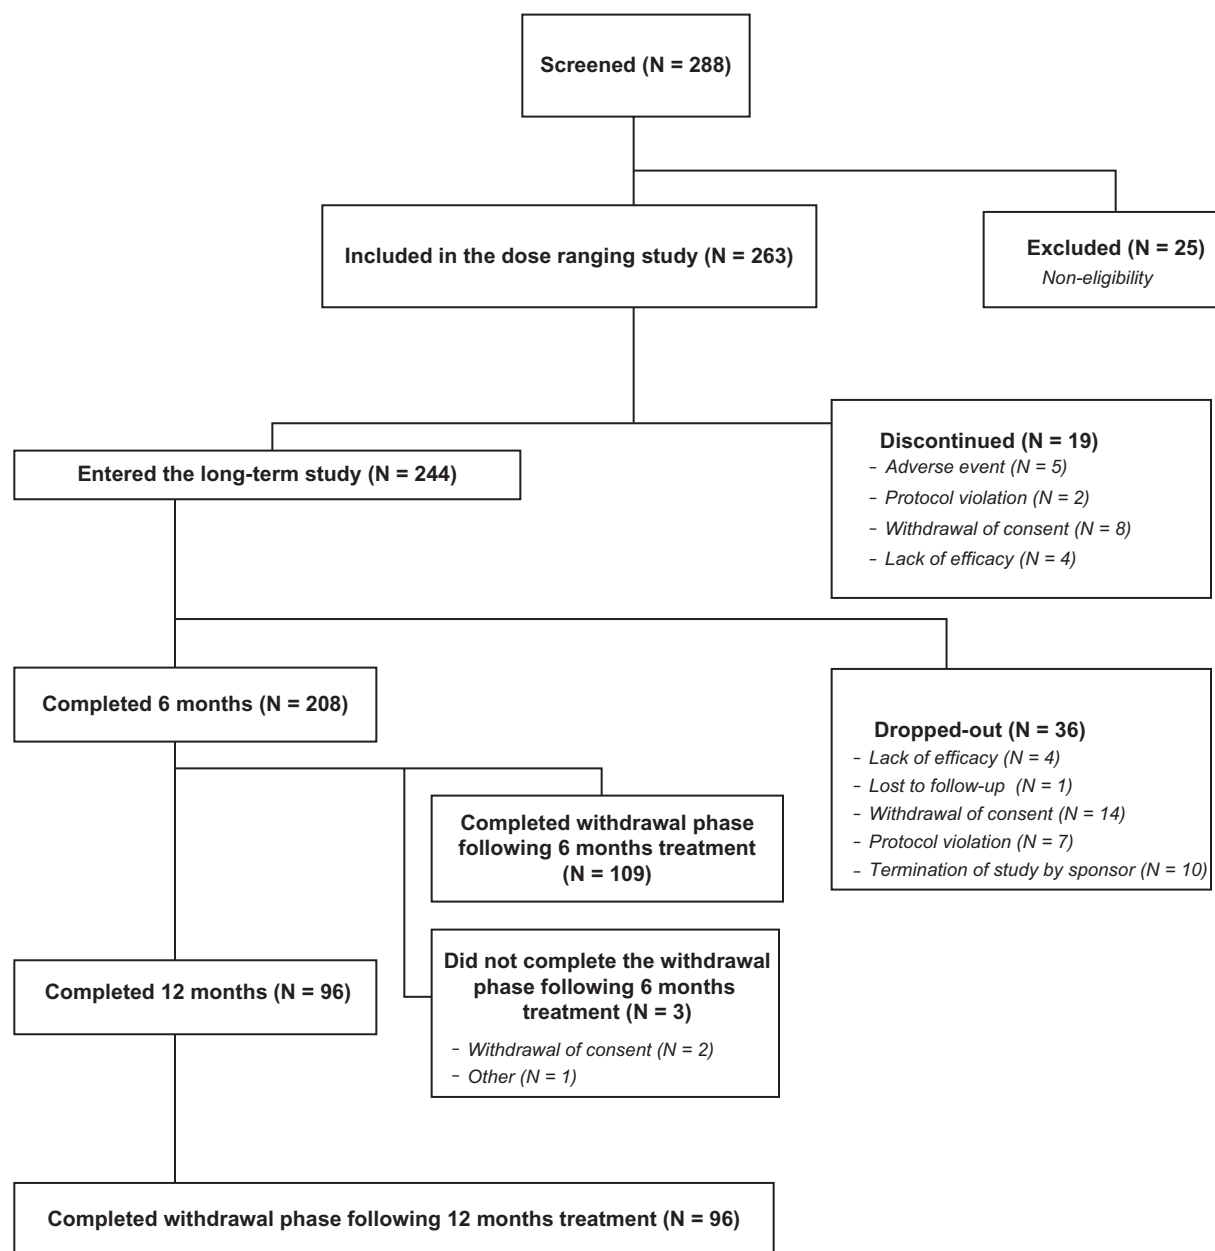 Screened (N = 288)
Included in the dose ranging study (N = 263)
Excluded (N = 25)
Non-eligibility
Discontinued (N = 19)
- Adverse event (N = 5)
- Protocol violation (N = 2)
- Withdrawal of consent (N = 8)
- Lack of efficacy (N = 4)
Entered the long-term study (N = 244)
Completed 6 months (N = 208)
Dropped-out (N = 36)
- Lack of efficacy (N = 4)
- Lost to follow-up (N = 1)
- Withdrawal of consent (N = 14)
- Protocol violation (N = 7)
- Termination of study by sponsor (N = 10)
Completed withdrawal phase
following 6 months treatment
(N = 109)
Did not complete the withdrawal
phase following 6 months
treatment (N = 3)
- Withdrawal of consent (N = 2)
- Other (N = 1)
Completed 12 months (N = 96)
Completed withdrawal phase following 12 months treatment (N = 96)